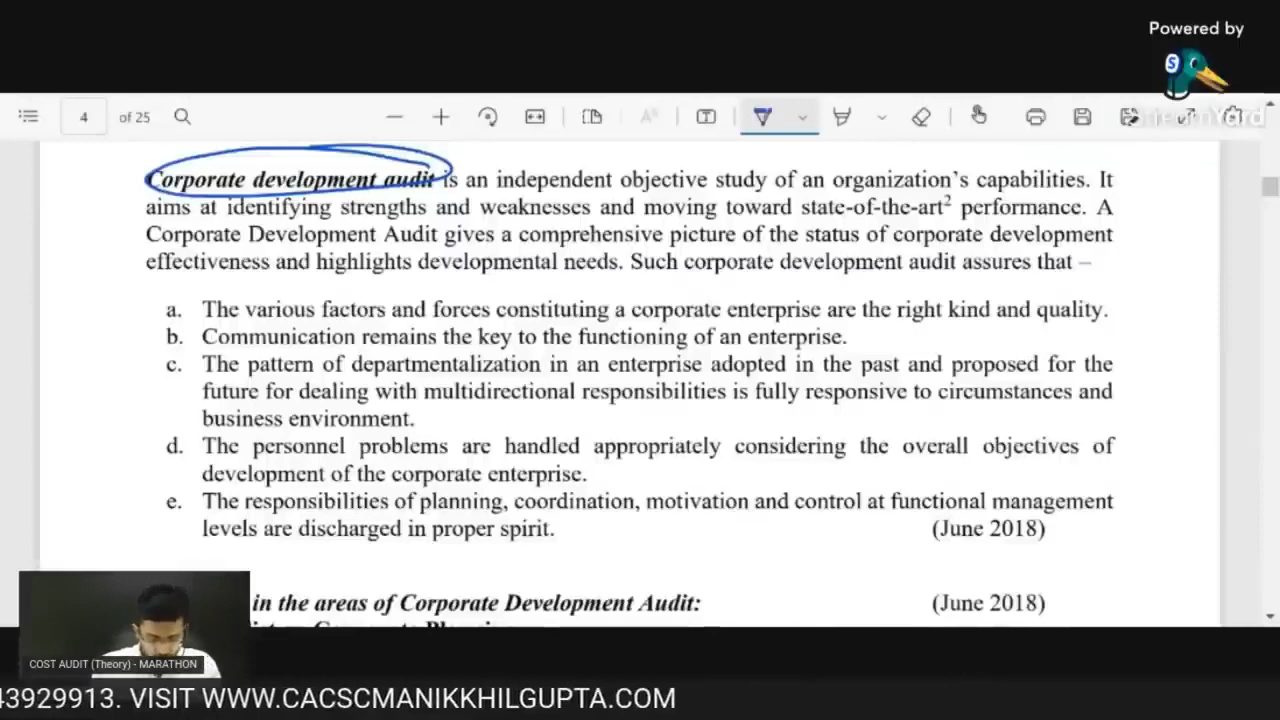 Powered by
S
4 of 25
Corporate development audit is an independent objective study of an organization's capabilities. It
aims at identifying strengths and weaknesses and moving toward state-of-the-art² performance. A
Corporate Development Audit gives a comprehensive picture of the status of corporate development
effectiveness and highlights developmental needs. Such corporate development audit assures that –
a. The various factors and forces constituting a corporate enterprise are the right kind and quality.
b. Communication remains the key to the functioning of an enterprise.
c. The pattern of departmentalization in an enterprise adopted in the past and proposed for the
future for dealing with multidirectional responsibilities is fully responsive to circumstances and
business environment.
d. The personnel problems are handled appropriately considering the overall objectives of
development of the corporate enterprise.
e. The responsibilities of planning, coordination, motivation and control at functional management
levels are discharged in proper spirit. (June 2018)
in the areas of Corporate Development Audit: (June 2018)
COST AUDIT (Theory) - MARATHON
43929913. VISIT WWW.CACSCMANIKKHILGUPTA.COM